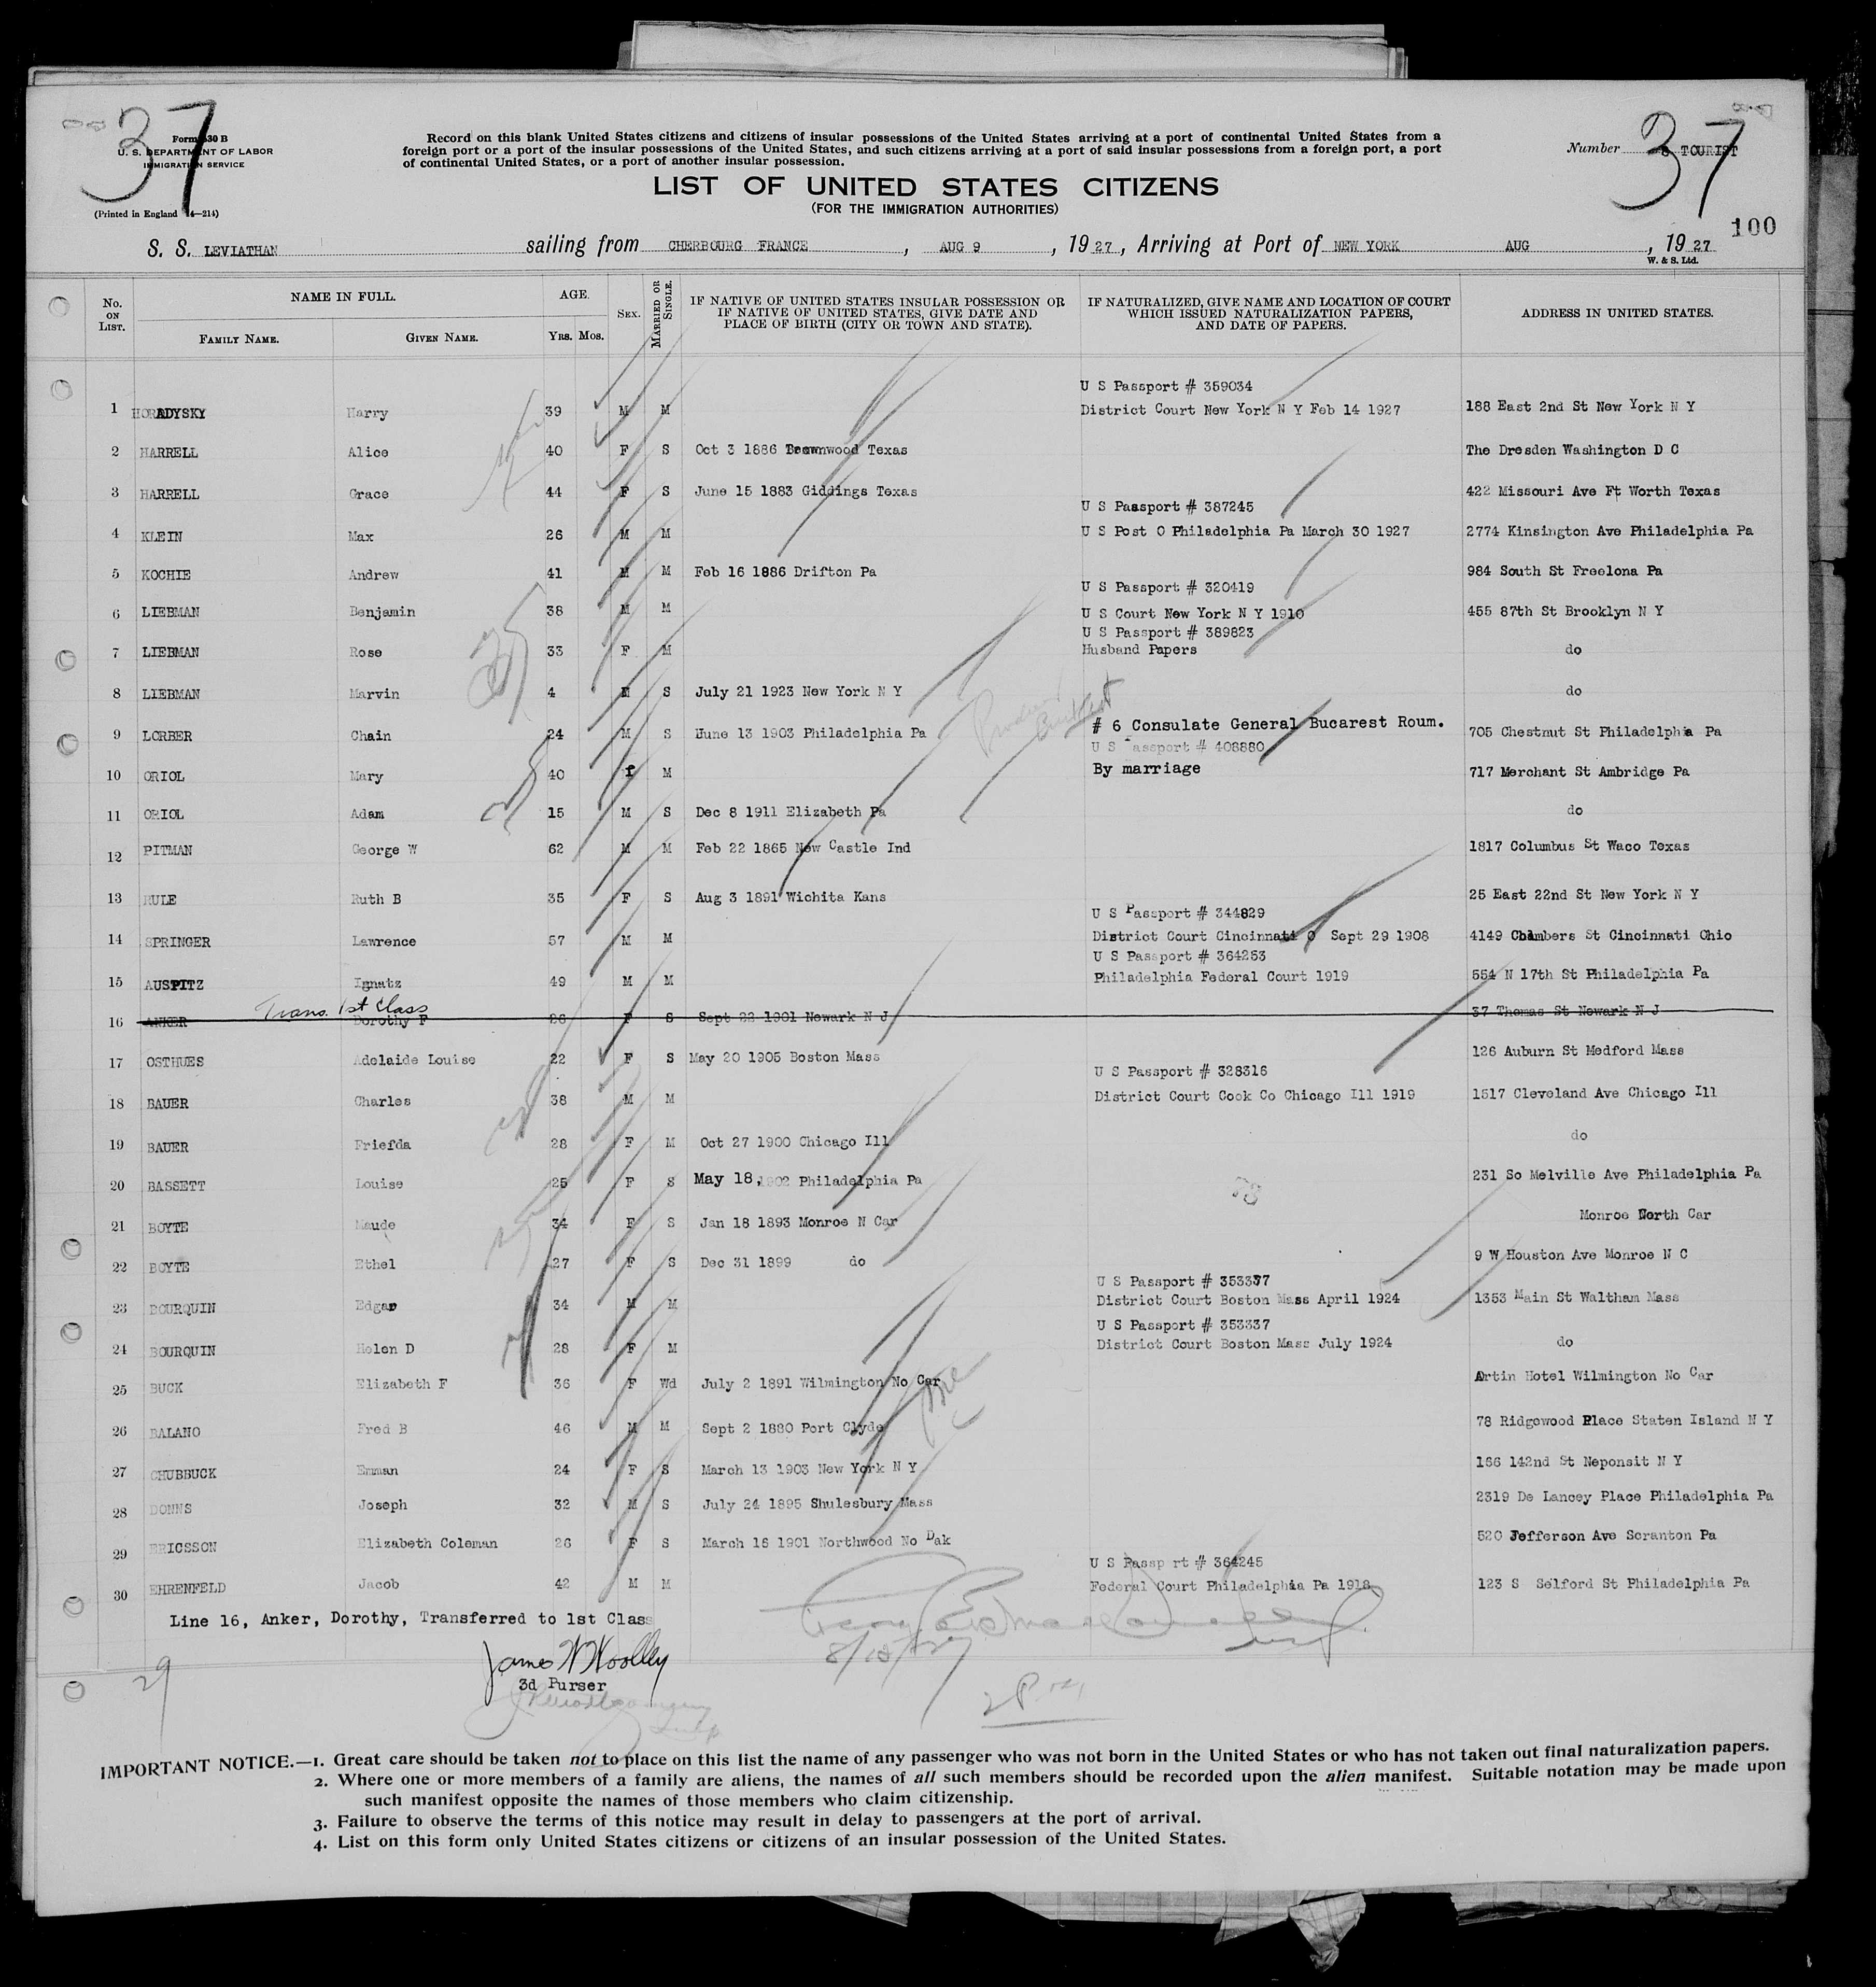 37
37
Form 630 B
U. S. DEPARTMENT OF LABOR
IMMIGRATION SERVICE
(Printed in England 14—214)
Record on this blank United States citizens and citizens of insular possessions of the United States arriving at a port of continental United States from a
foreign port or a port of the insular possessions of the United States, and such citizens arriving at a port of said insular possessions from a foreign port, a port
of continental United States, or a port of another insular possession.
Number 8 TOURIST
LIST OF UNITED STATES CITIZENS
(FOR THE IMMIGRATION AUTHORITIES)
100
S. S. LEVIATHAN sailing from CHERBOURG FRANCE, AUG 9, 1927, Arriving at Port of NEW YORK AUG, 1927
W. & S. Ltd.
No. ON LIST. NAME IN FULL. FAMILY NAME. GIVEN NAME. AGE. YRS. MOS. SEX. MARRIED OR SINGLE. IF NATIVE OF UNITED STATES INSULAR POSSESSION OR IF NATIVE OF UNITED STATES, GIVE DATE AND PLACE OF BIRTH (CITY OR TOWN AND STATE). IF NATURALIZED, GIVE NAME AND LOCATION OF COURT WHICH ISSUED NATURALIZATION PAPERS, AND DATE OF PAPERS. ADDRESS IN UNITED STATES.
U S Passport # 359034
1 HORADYSKY Harry 39 M M District Court New York N Y Feb 14 1927 188 East 2nd St New York N Y
2 HARRELL Alice 40 F S Oct 3 1886 Brownwood Texas The Dresden Washington D C
3 HARRELL Grace 44 F S June 15 1883 Giddings Texas 422 Missouri Ave Ft Worth Texas
U S Passport # 387245
4 KLEIN Max 26 M M U S Post O Philadelphia Pa March 30 1927 2774 Kinsington Ave Philadelphia Pa
5 KOCHIE Andrew 41 M M Feb 16 1886 Drifton Pa 984 South St Freelona Pa
U S Passport # 320419
6 LIEBMAN Benjamin 38 M M U S Court New York N Y 1910 455 87th St Brooklyn N Y
U S Passport # 389823
7 LIEBMAN Rose 33 F M Husband Papers do
8 LIEBMAN Marvin 4 M S July 21 1923 New York N Y do
# 6 Consulate General Bucarest Roum.
9 LORBER Chain 24 M S June 13 1903 Philadelphia Pa U S Passport # 408880 705 Chestnut St Philadelphia Pa
10 ORIOL Mary 40 f M By marriage 717 Merchant St Ambridge Pa
11 ORIOL Adam 15 M S Dec 8 1911 Elizabeth Pa do
12 PITMAN George W 62 M M Feb 22 1865 New Castle Ind 1817 Columbus St Waco Texas
13 RULE Ruth B 35 F S Aug 3 1891 Wichita Kans 25 East 22nd St New York N Y
U S Passport # 344829
14 SPRINGER Lawrence 57 M M District Court Cincinnati O Sept 29 1908 4149 Chambers St Cincinnati Ohio
U S Passport # 364253
15 AUSPITZ Ignatz 49 M M Philadelphia Federal Court 1919 554 N 17th St Philadelphia Pa
Trans. 1st Class
16 ANKER Dorothy F 26 F S Sept 22 1901 Newark N J 37 Thomas St Newark N J
17 OSTHUES Adelaide Louise 22 F S May 20 1905 Boston Mass 126 Auburn St Medford Mass
U S Passport # 328316
18 BAUER Charles 38 M M District Court Cook Co Chicago Ill 1919 1517 Cleveland Ave Chicago Ill
19 BAUER Friefda 28 F M Oct 27 1900 Chicago Ill do
20 BASSETT Louise 25 F S May 18, 1902 Philadelphia Pa 231 So Melville Ave Philadelphia Pa
21 BOYTE Maude 34 F S Jan 18 1893 Monroe N Car Monroe North Car
22 BOYTE Ethel 27 F S Dec 31 1899 do 9 W Houston Ave Monroe N C
U S Passport # 353337
23 BOURQUIN Edgar 34 M M District Court Boston Mass April 1924 1353 Main St Waltham Mass
U S Passport # 353337
24 BOURQUIN Helen D 28 F M District Court Boston Mass July 1924 do
25 BUCK Elizabeth F 36 F Wd July 2 1891 Wilmington No Car Artin Hotel Wilmington No Car
26 BALANO Fred B 46 M M Sept 2 1880 Port Clyde 78 Ridgewood Place Staten Island N Y
27 CHUBBUCK Emman 24 F S March 13 1903 New York N Y 166 142nd St Neponsit N Y
28 DONNS Joseph 32 M S July 24 1895 Shulesbury Mass 2319 De Lancey Place Philadelphia Pa
29 ERICSSON Elizabeth Coleman 26 F S March 16 1901 Northwood No Dak 520 Jefferson Ave Scranton Pa
U S Passp rt # 364245
30 EHRENFELD Jacob 42 M M Federal Court Philadelphia Pa 1918 123 S Selford St Philadelphia Pa
Line 16, Anker, Dorothy, Transferred to 1st Class
James W Woolley
3d Purser
29
IMPORTANT NOTICE.—1. Great care should be taken not to place on this list the name of any passenger who was not born in the United States or who has not taken out final naturalization papers.
2. Where one or more members of a family are aliens, the names of all such members should be recorded upon the alien manifest. Suitable notation may be made upon
such manifest opposite the names of those members who claim citizenship.
3. Failure to observe the terms of this notice may result in delay to passengers at the port of arrival.
4. List on this form only United States citizens or citizens of an insular possession of the United States.